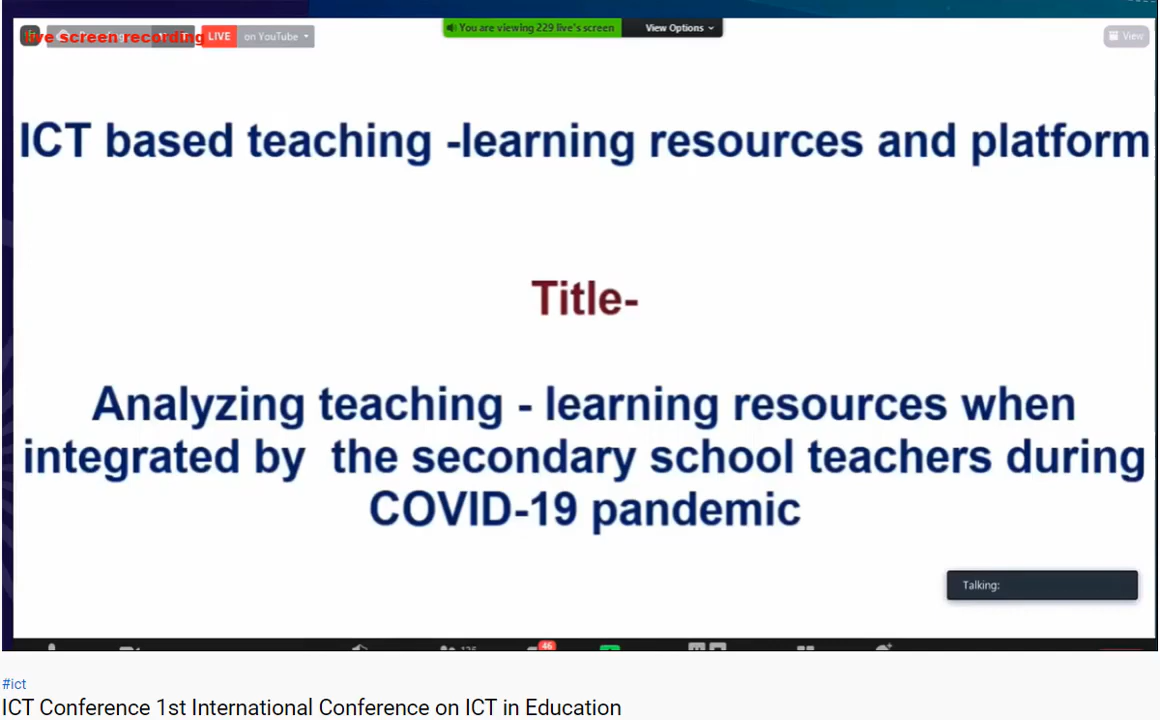 live screen recording
LIVE on YouTube
You are viewing 229 live's screen View Options
View
ICT based teaching -learning resources and platform
Title-
Analyzing teaching - learning resources when
integrated by the secondary school teachers during
COVID-19 pandemic
Talking:
46
#ict
ICT Conference 1st International Conference on ICT in Education